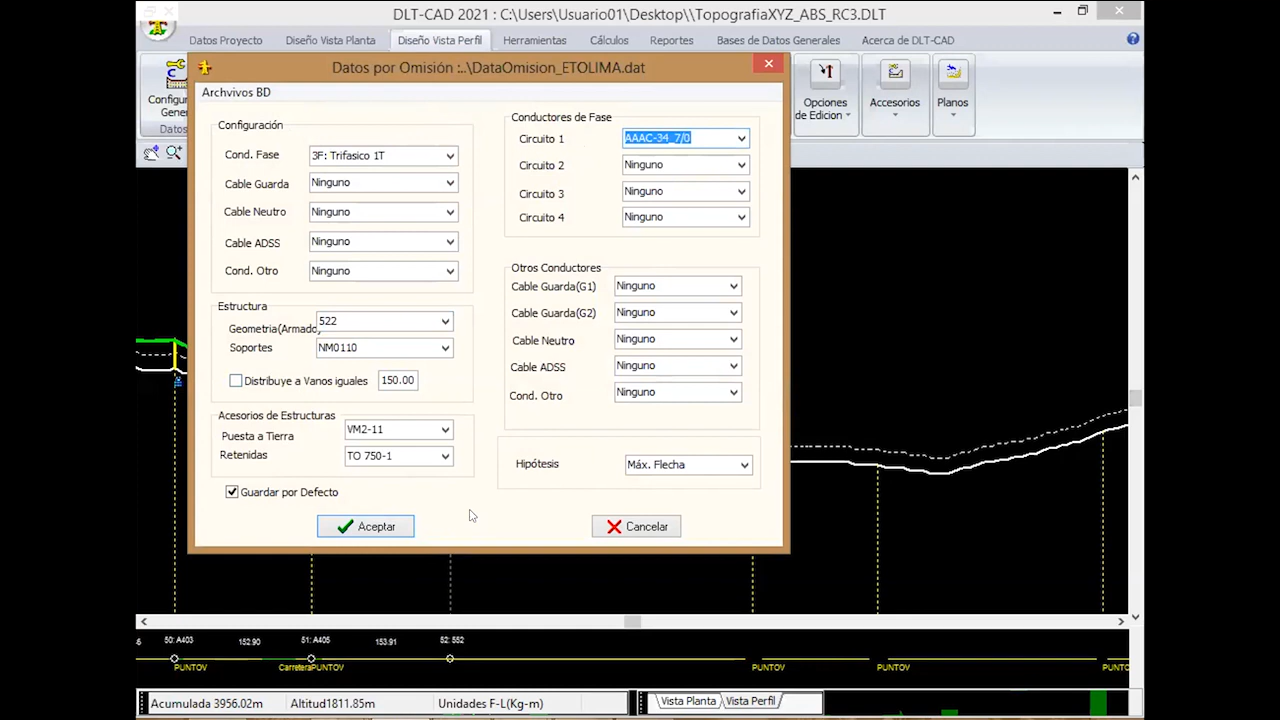 DLT-CAD 2021 : C:\Users\Usuario01\Desktop\\TopografiaXYZ_ABS_RC3.DLT
Datos Proyecto Diseño Vista Planta Diseño Vista Perfil Herramientas Cálculos Reportes Bases de Datos Generales Acerca de DLT-CAD
Datos por Omisión :..\DataOmision_ETOLIMA.dat
Archvivos BD
Configuración
Cond. Fase 3F: Trifasico 1T
Cable Guarda Ninguno
Cable Neutro Ninguno
Cable ADSS Ninguno
Cond. Otro Ninguno
Estructura
Geometria(Armado) 522
Soportes NM0110
Distribuye a Vanos iguales 150.00
Acesorios de Estructuras
Puesta a Tierra VM2-11
Retenidas TO 750-1
Guardar por Defecto
Aceptar
Conductores de Fase
Circuito 1 AAAC-34_7/0
Circuito 2 Ninguno
Circuito 3 Ninguno
Circuito 4 Ninguno
Otros Conductores
Cable Guarda(G1) Ninguno
Cable Guarda(G2) Ninguno
Cable Neutro Ninguno
Cable ADSS Ninguno
Cond. Otro Ninguno
Hipótesis Máx. Flecha
Cancelar
Configur
Gener
Datos
Opciones
de Edicion
Accesorios
Planos
50: A403 152.90 51: A405 153.91 52: 552
PUNTOV CarreteraPUNTOV PUNTOV PUNTOV PUNTO
Acumulada 3956.02m Altitud1811.85m Unidades F-L(Kg-m) Vista Planta Vista Perfil